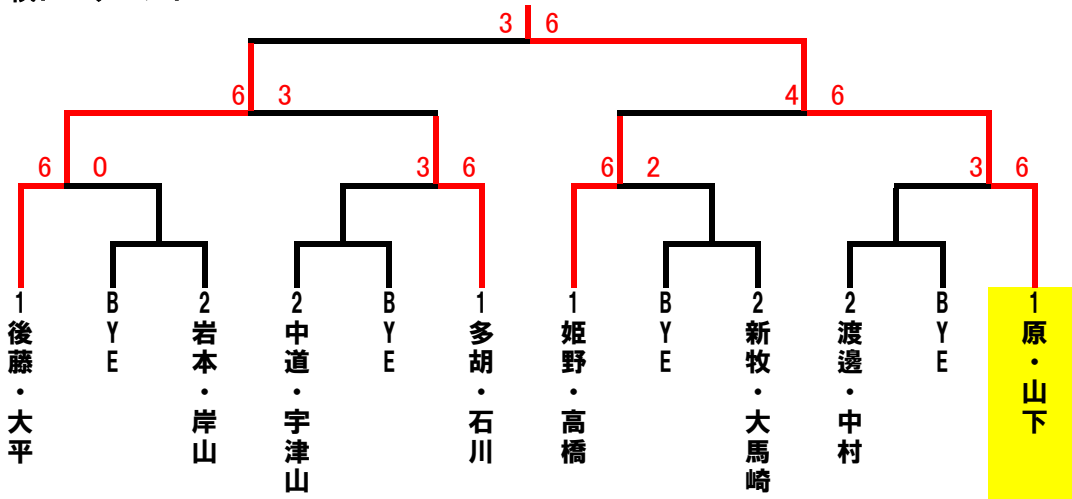 3 6
6 3
4 6
6 0
3 6
6 2
3 6
1 後藤・大平
BYE
2 岩本・岸山
2 中道・宇津山
BYE
1 多胡・石川
1 姫野・高橋
BYE
2 新牧・大馬崎
2 渡邊・中村
BYE
1 原・山下